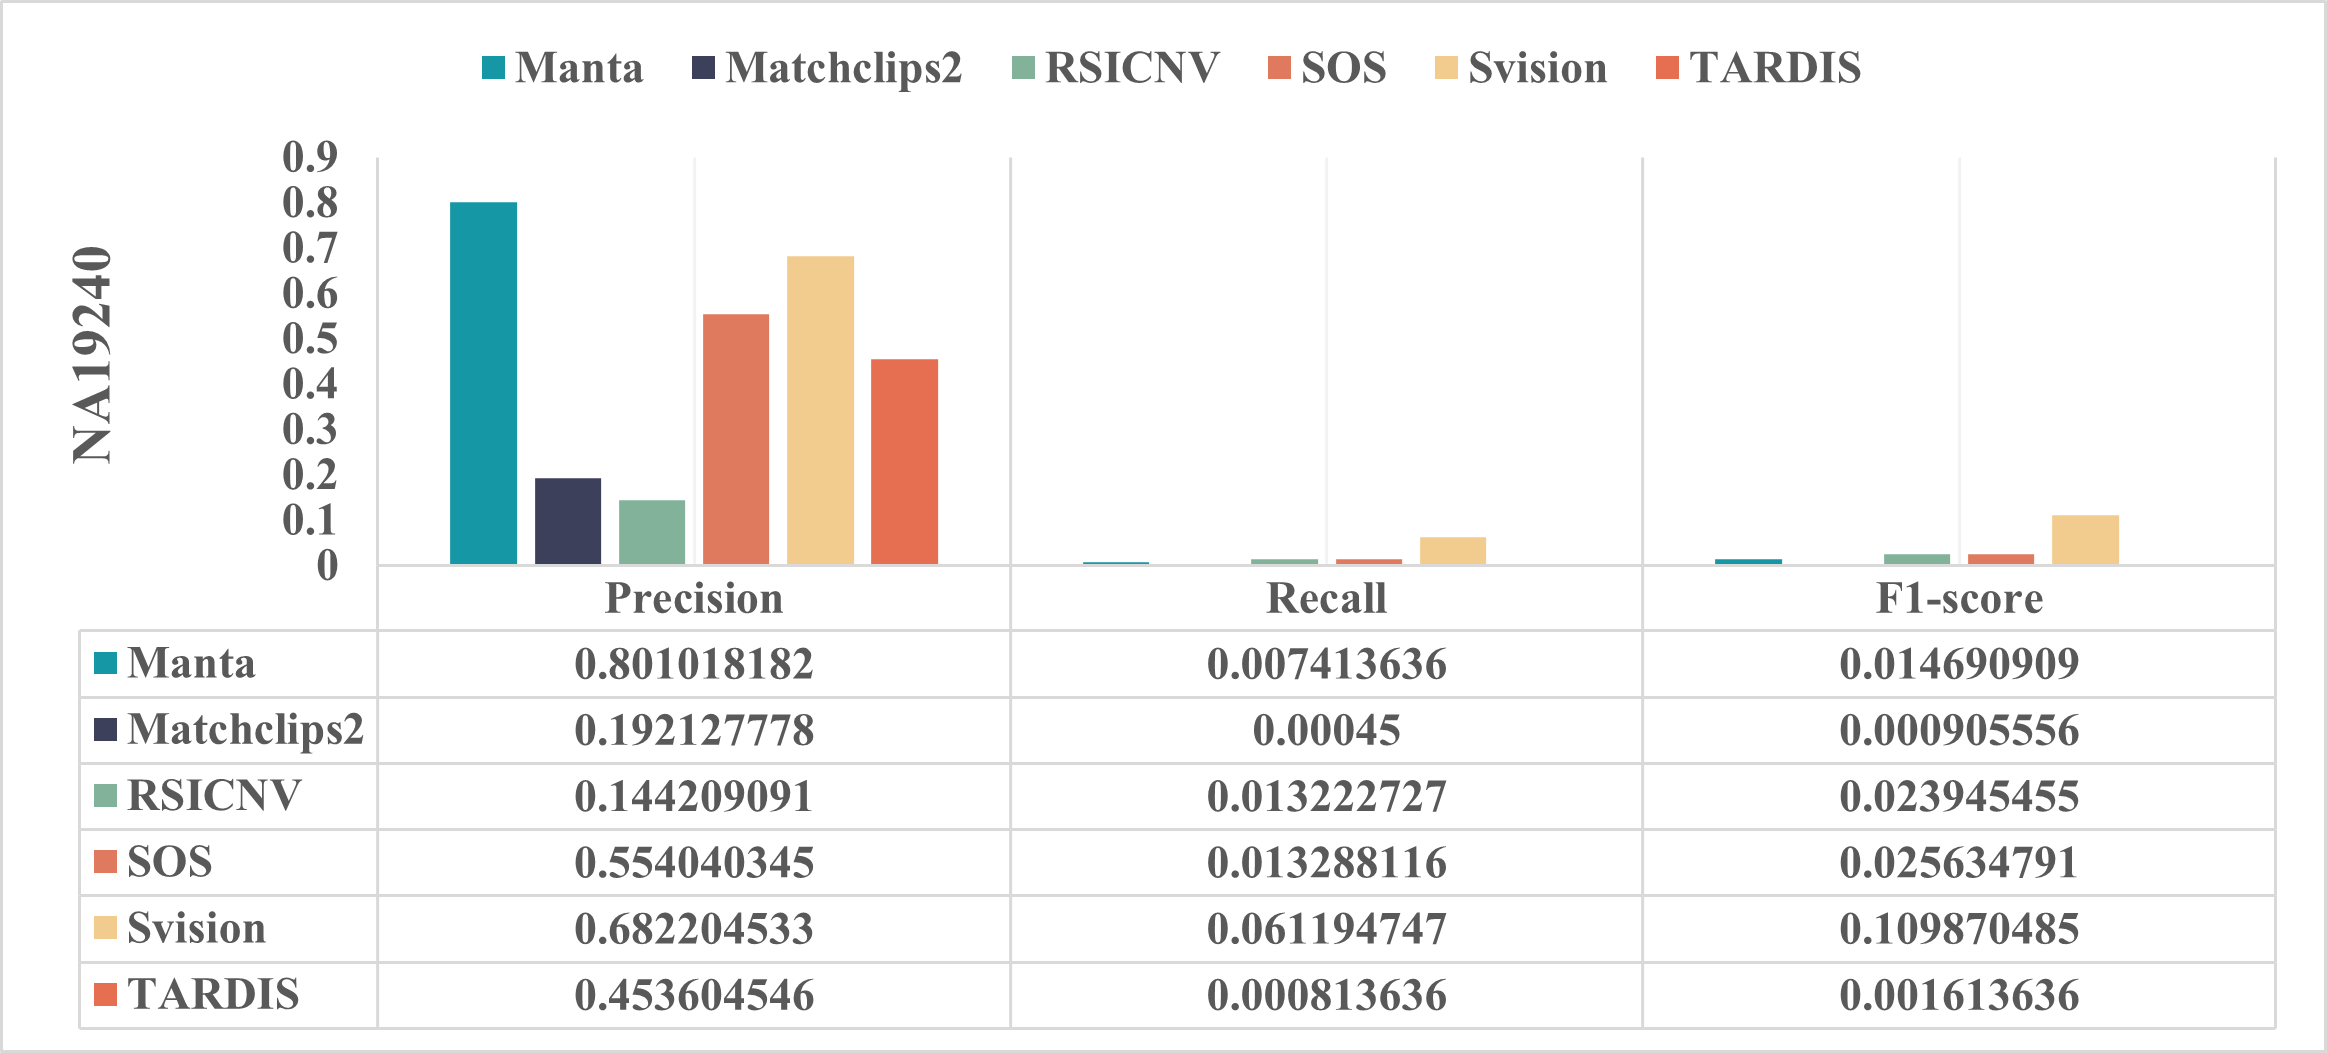 Manta Matchclips2 RSICNV SOS Svision TARDIS
NA19240
0.9
0.8
0.7
0.6
0.5
0.4
0.3
0.2
0.1
0
Precision Recall F1-score
Manta 0.801018182 0.007413636 0.014690909
Matchclips2 0.192127778 0.00045 0.000905556
RSICNV 0.144209091 0.013222727 0.023945455
SOS 0.554040345 0.013288116 0.025634791
Svision 0.682204533 0.061194747 0.109870485
TARDIS 0.453604546 0.000813636 0.001613636